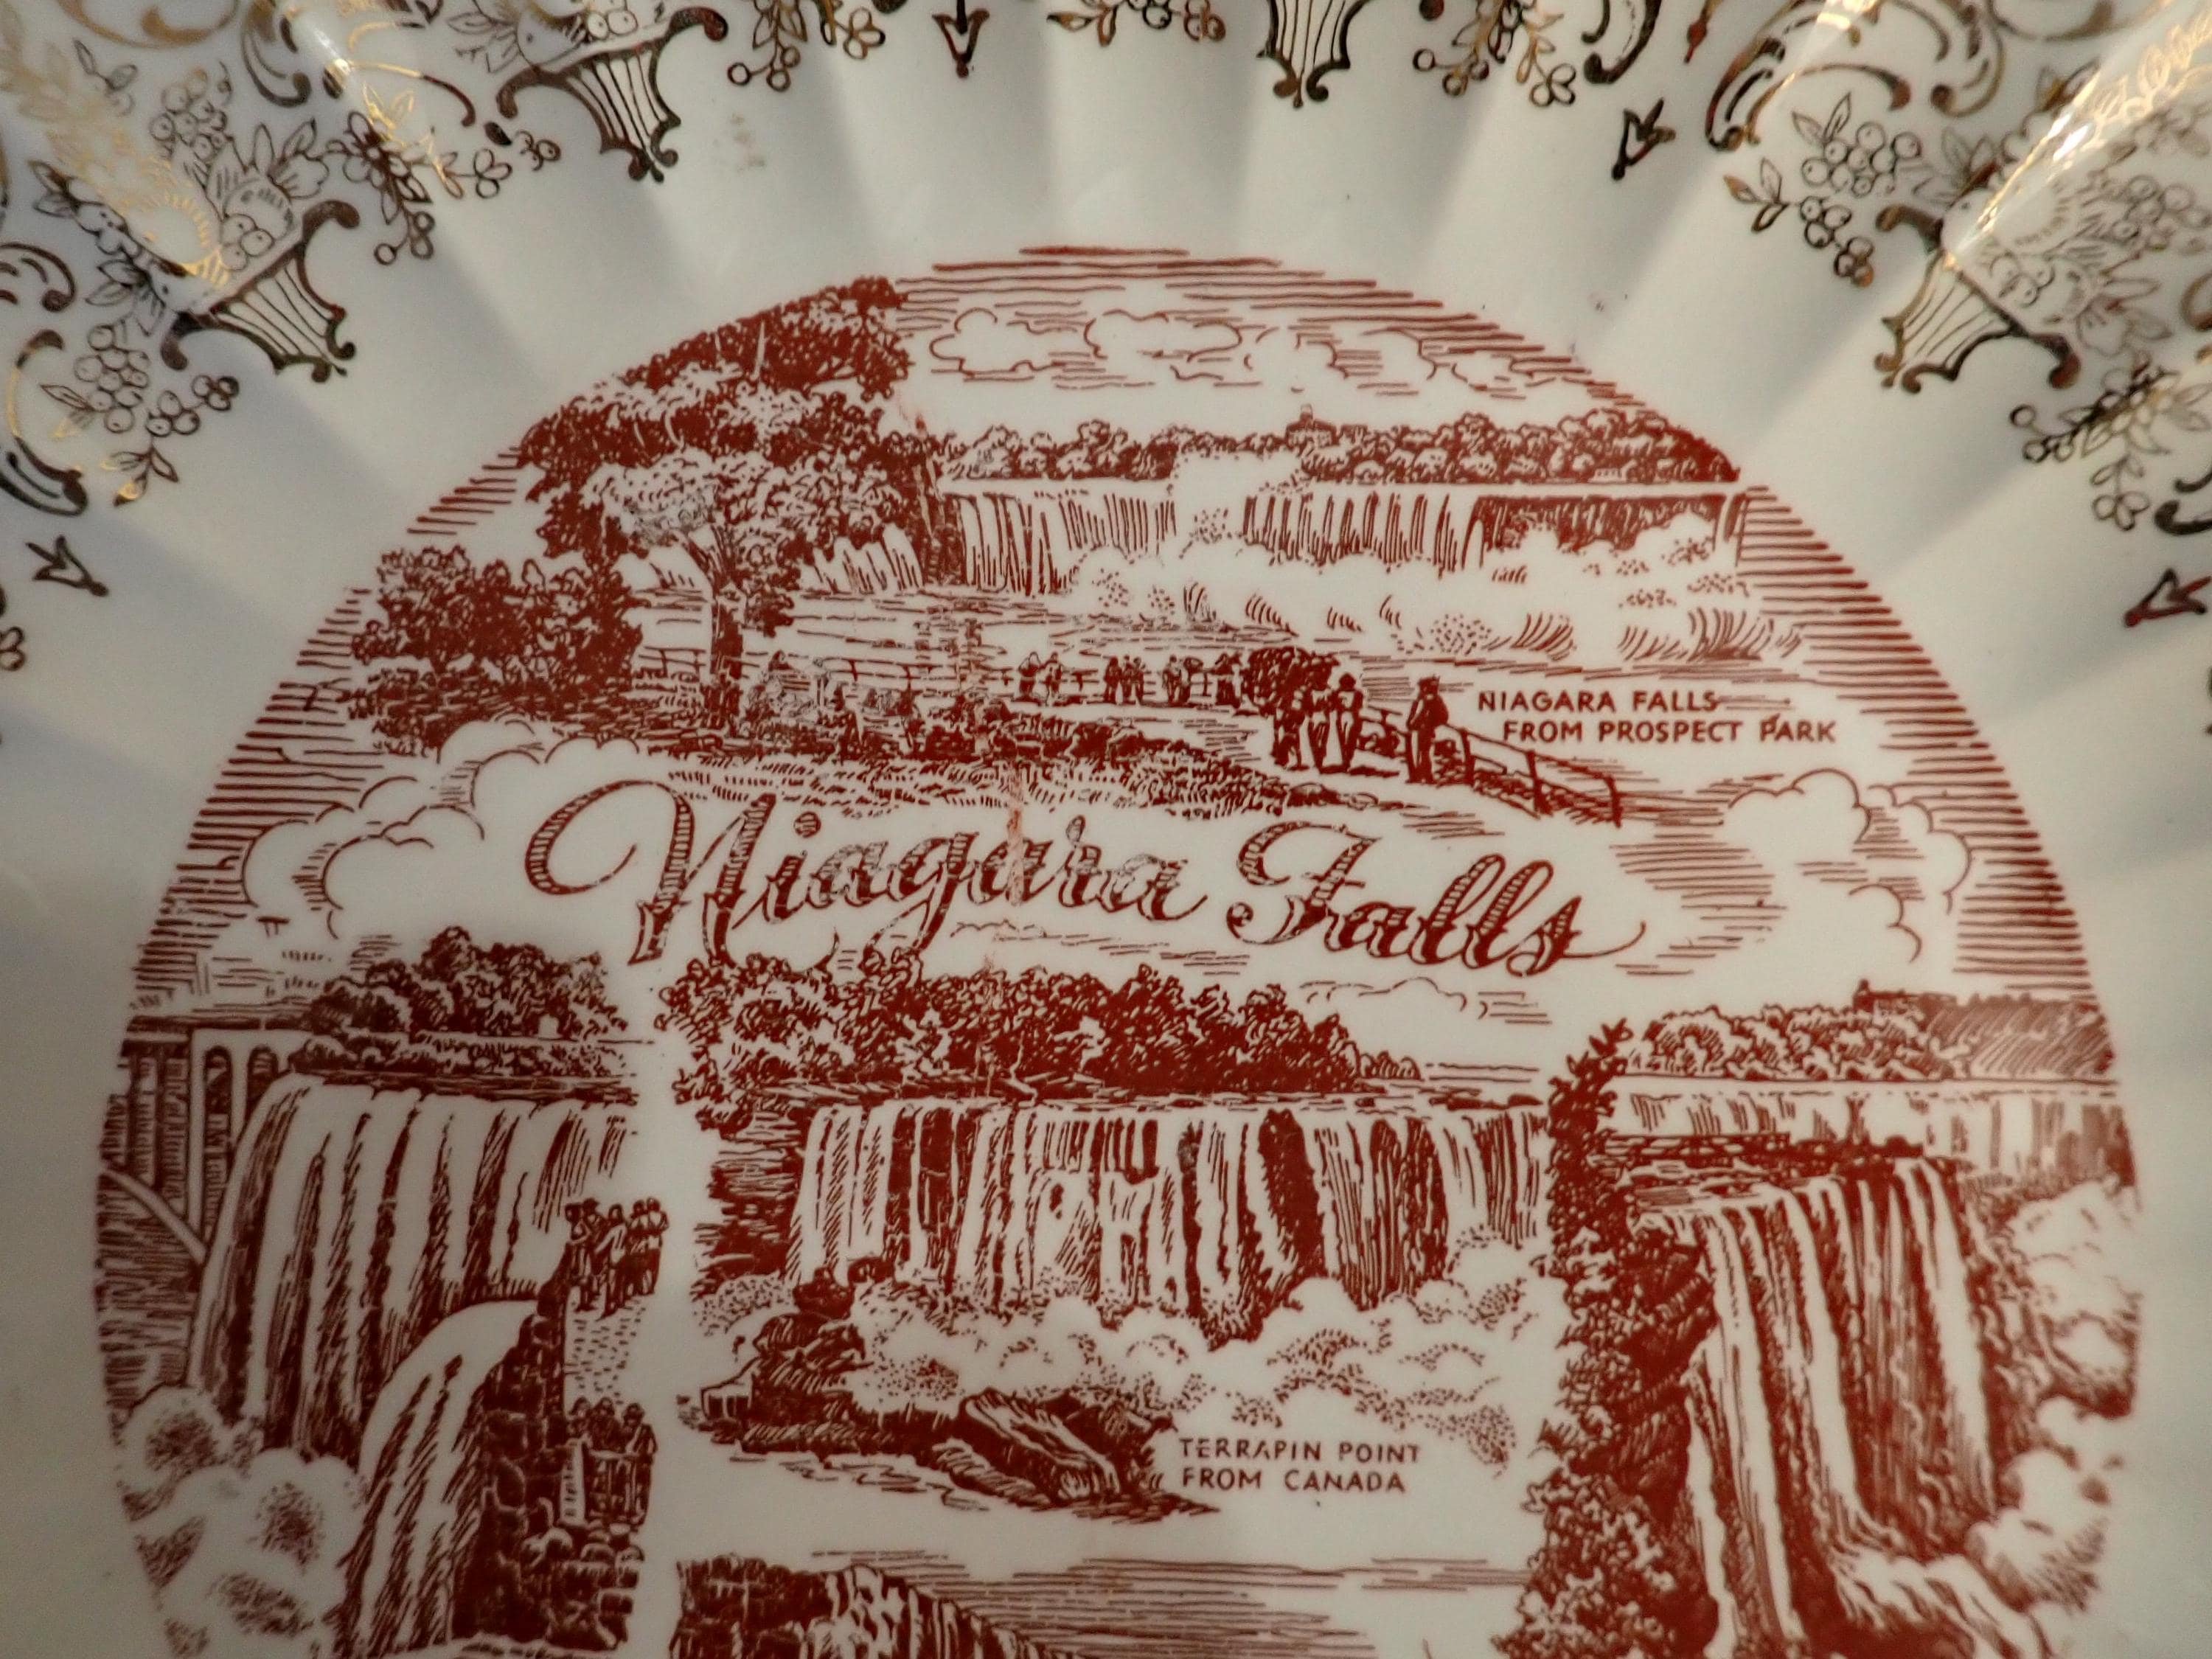 NIAGARA FALLS
FROM PROSPECT PARK
Niagara Falls
TERRAPIN POINT
FROM CANADA